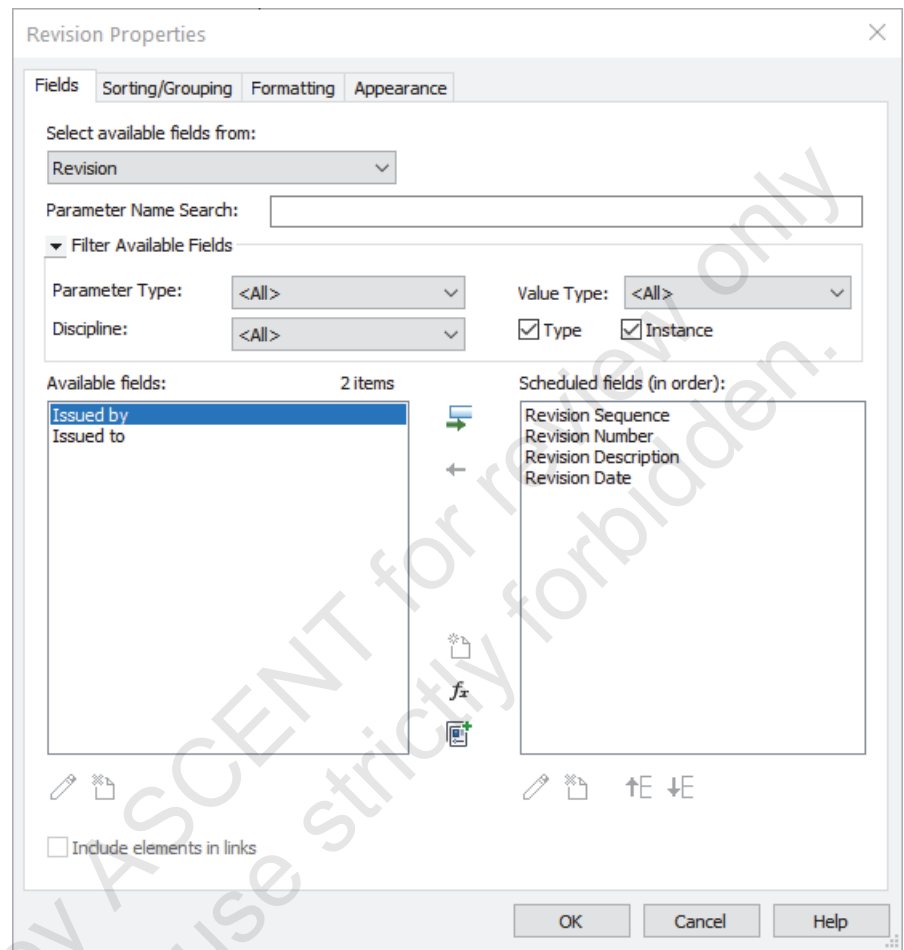 Revision Properties
Fields Sorting/Grouping Formatting Appearance
Select available fields from:
Revision
Parameter Name Search:
Filter Available Fields
Parameter Type: <All> Value Type: <All>
Discipline: <All> Type Instance
Available fields: 2 items Scheduled fields (in order):
Issued by
Issued to
Revision Sequence
Revision Number
Revision Description
Revision Date
fx
Include elements in links
OK Cancel Help
by ASCENT for review only
use strictly forbidden.